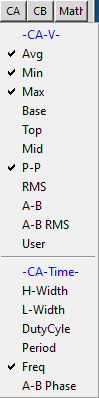 CA CB Math
-CA-V-
Avg
Min
Max
Base
Top
Mid
P-P
RMS
A-B
A-B RMS
User
-CA-Time-
H-Width
L-Width
DutyCyle
Period
Freq
A-B Phase